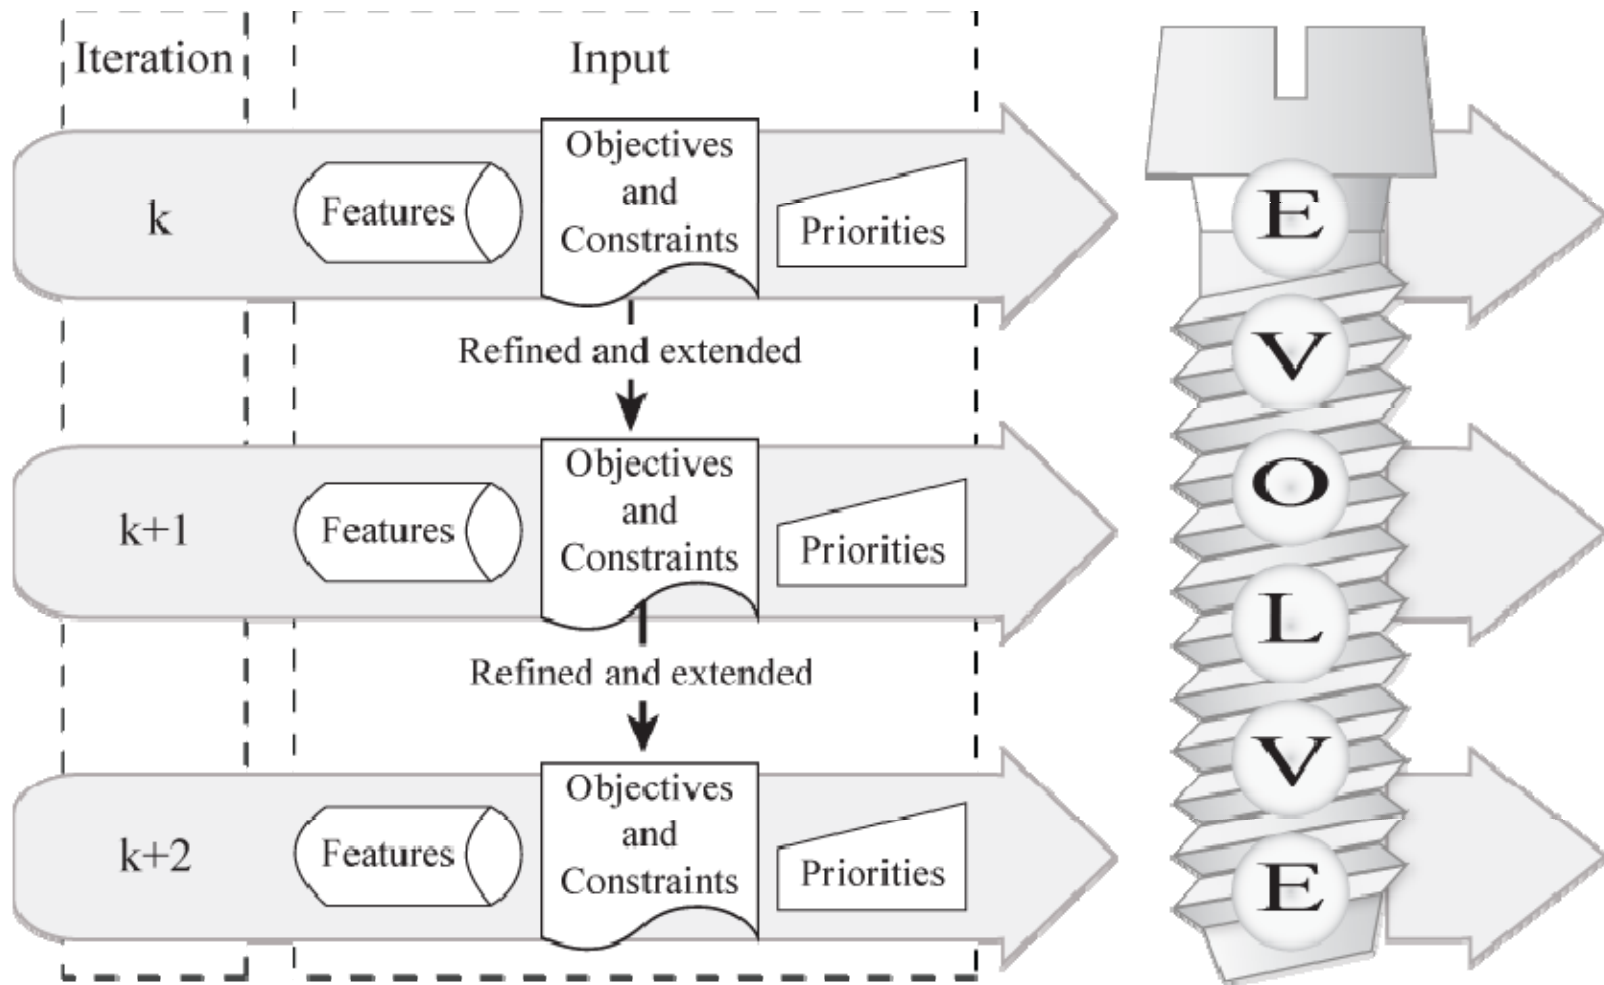 Iteration
Input
k
Features
Objectives
and
Constraints
Priorities
Refined and extended
k+1
Features
Objectives
and
Constraints
Priorities
Refined and extended
k+2
Features
Objectives
and
Constraints
Priorities
E
V
O
L
V
E